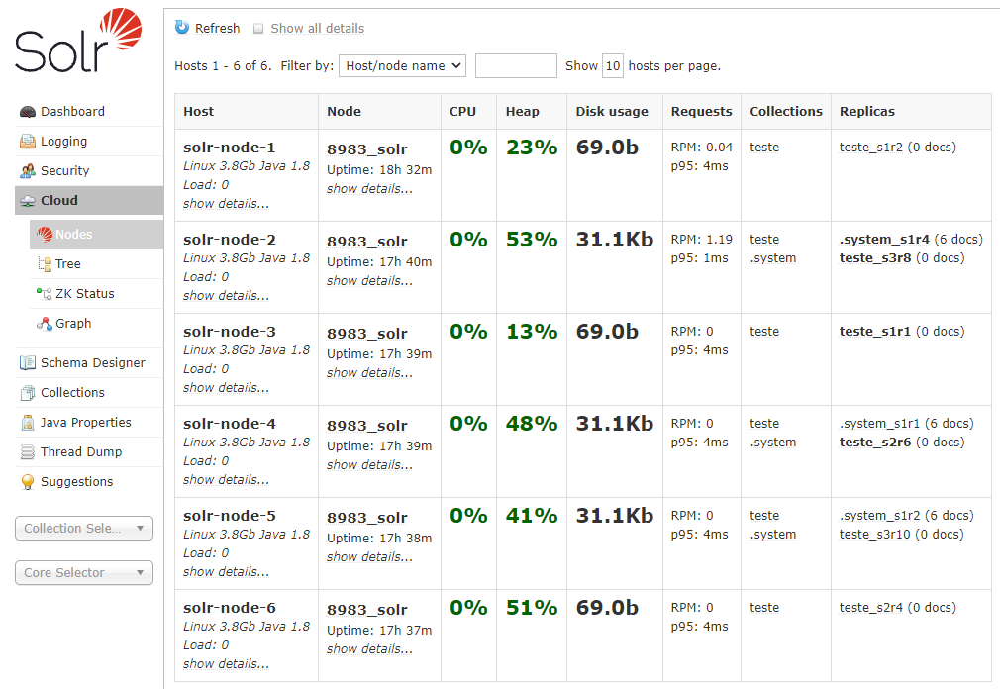 Solr
Refresh Show all details
Hosts 1 - 6 of 6. Filter by: Host/node name Show 10 hosts per page.
Dashboard
Logging
Security
Cloud
Nodes
Tree
ZK Status
Graph
Schema Designer
Collections
Java Properties
Thread Dump
Suggestions
Collection Sele...
Core Selector
Host Node CPU Heap Disk usage Requests Collections Replicas
solr-node-1 8983_solr 0% 23% 69.0b RPM: 0.04 teste teste_s1r2 (0 docs)
Linux 3.8Gb Java 1.8 Uptime: 18h 32m p95: 4ms
Load: 0 show details...
show details...
solr-node-2 8983_solr 0% 53% 31.1Kb RPM: 1.19 teste .system_s1r4 (6 docs)
Linux 3.8Gb Java 1.8 Uptime: 17h 40m p95: 1ms .system teste_s3r8 (0 docs)
Load: 0 show details...
show details...
solr-node-3 8983_solr 0% 13% 69.0b RPM: 0 teste teste_s1r1 (0 docs)
Linux 3.8Gb Java 1.8 Uptime: 17h 39m p95: 4ms
Load: 0 show details...
show details...
solr-node-4 8983_solr 0% 48% 31.1Kb RPM: 0 teste .system_s1r1 (6 docs)
Linux 3.8Gb Java 1.8 Uptime: 17h 39m p95: 4ms .system teste_s2r6 (0 docs)
Load: 0 show details...
show details...
solr-node-5 8983_solr 0% 41% 31.1Kb RPM: 0 teste .system_s1r2 (6 docs)
Linux 3.8Gb Java 1.8 Uptime: 17h 38m p95: 4ms .system teste_s3r10 (0 docs)
Load: 0 show details...
show details...
solr-node-6 8983_solr 0% 51% 69.0b RPM: 0 teste teste_s2r4 (0 docs)
Linux 3.8Gb Java 1.8 Uptime: 17h 37m p95: 4ms
Load: 0 show details...
show details...